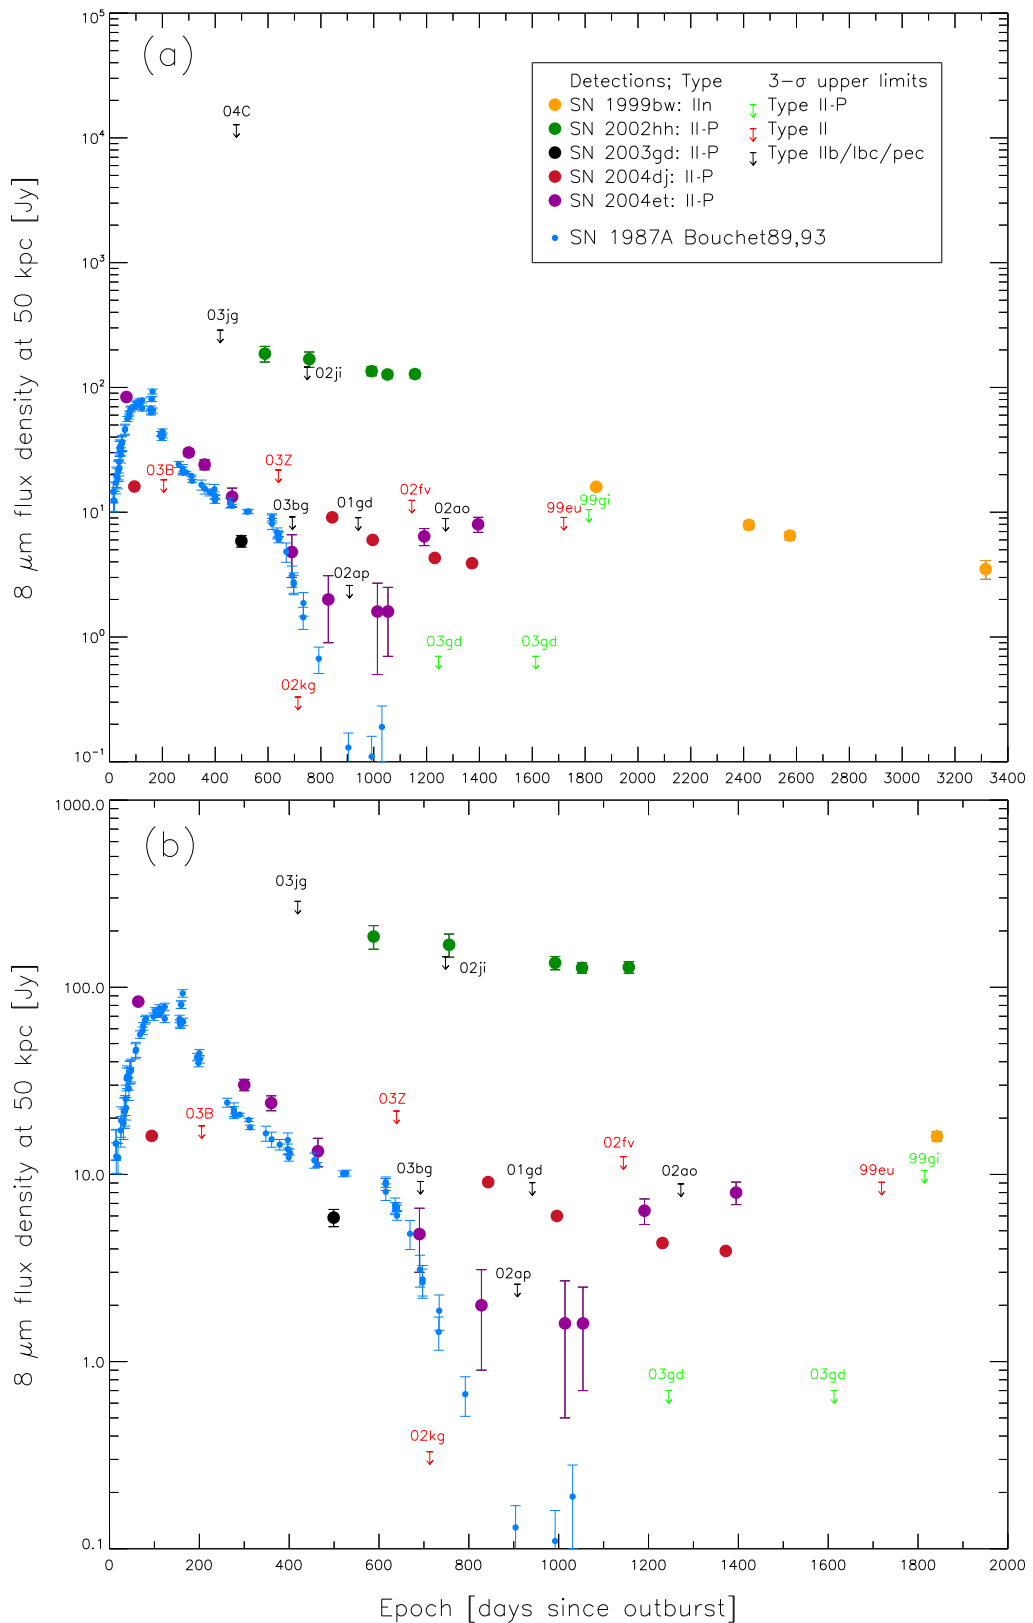 (a)
10⁵
10⁴
10³
10²
10¹
10⁰
10⁻¹
8 μm flux density at 50 kpc [Jy]
Detections; Type
SN 1999bw: IIn
SN 2002hh: II-P
SN 2003gd: II-P
SN 2004dj: II-P
SN 2004et: II-P
SN 1987A Bouchet89,93
3-σ upper limits
Type II-P
Type II
Type IIb/Ibc/pec
04C
03jg
02ji
03B
03Z
03bg
01gd
02fv
02ao
99eu
99gi
02ap
03gd
03gd
02kg
0 200 400 600 800 1000 1200 1400 1600 1800 2000 2200 2400 2600 2800 3000 3200 3400
(b)
1000.0
100.0
10.0
1.0
0.1
8 μm flux density at 50 kpc [Jy]
03jg
02ji
03B
03Z
03bg
01gd
02fv
02ao
99eu
99gi
02ap
03gd
03gd
02kg
0 200 400 600 800 1000 1200 1400 1600 1800 2000
Epoch [days since outburst]